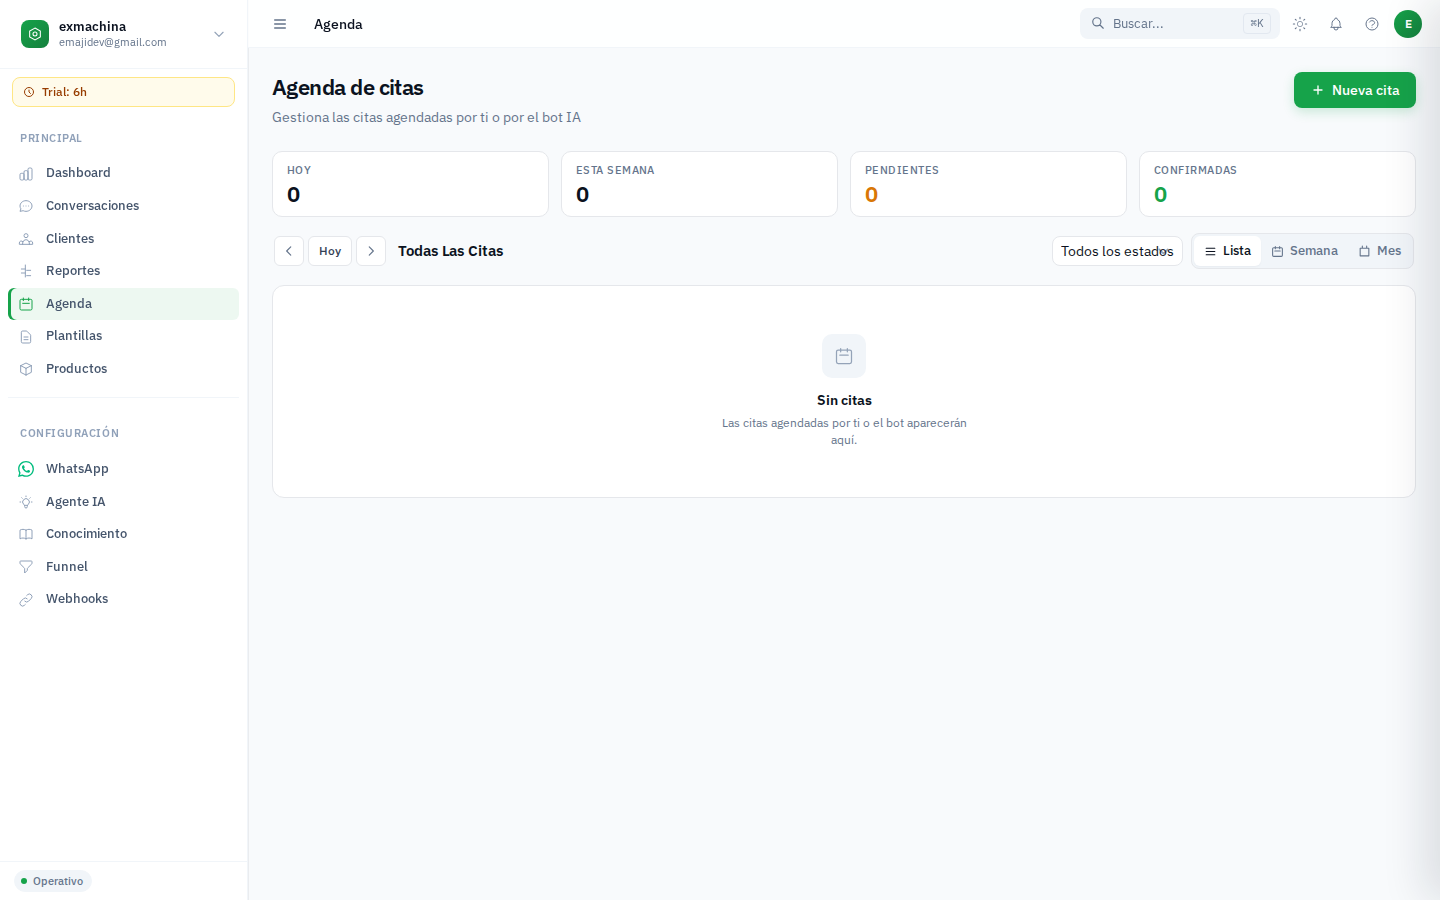 exmachina
emajidev@gmail.com
Trial: 6h
PRINCIPAL
Dashboard
Conversaciones
Clientes
Reportes
Agenda
Plantillas
Productos
CONFIGURACIÓN
WhatsApp
Agente IA
Conocimiento
Funnel
Webhooks
Operativo
Agenda
Buscar...
⌘K
E
Agenda de citas
Gestiona las citas agendadas por ti o por el bot IA
Nueva cita
HOY
0
ESTA SEMANA
0
PENDIENTES
0
CONFIRMADAS
0
Hoy
Todas Las Citas
Todos los estados
Lista
Semana
Mes
Sin citas
Las citas agendadas por ti o el bot aparecerán
aquí.